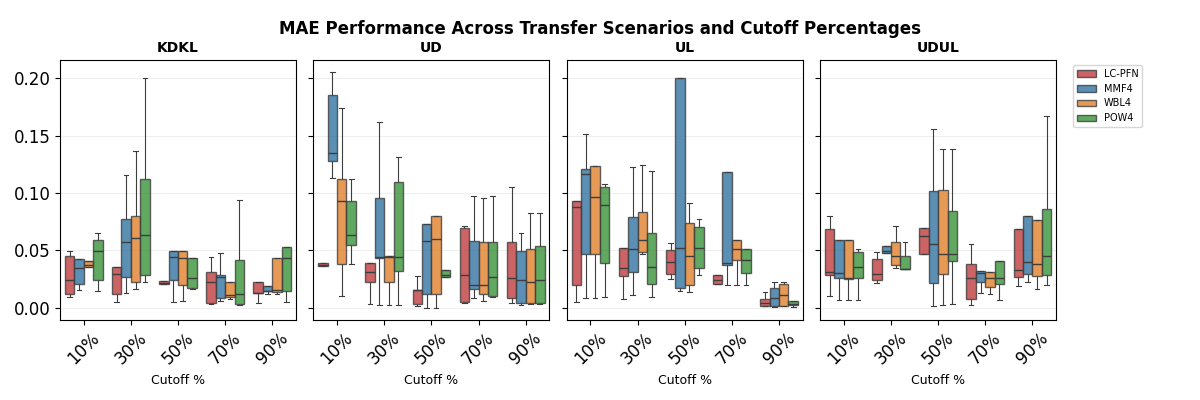 MAE Performance Across Transfer Scenarios and Cutoff Percentages
KDKL
UD
UL
UDUL
0.20
0.15
0.10
0.05
0.00
10% 30% 50% 70% 90%
10% 30% 50% 70% 90%
10% 30% 50% 70% 90%
10% 30% 50% 70% 90%
Cutoff %
Cutoff %
Cutoff %
Cutoff %
LC-PFN
MMF4
WBL4
POW4